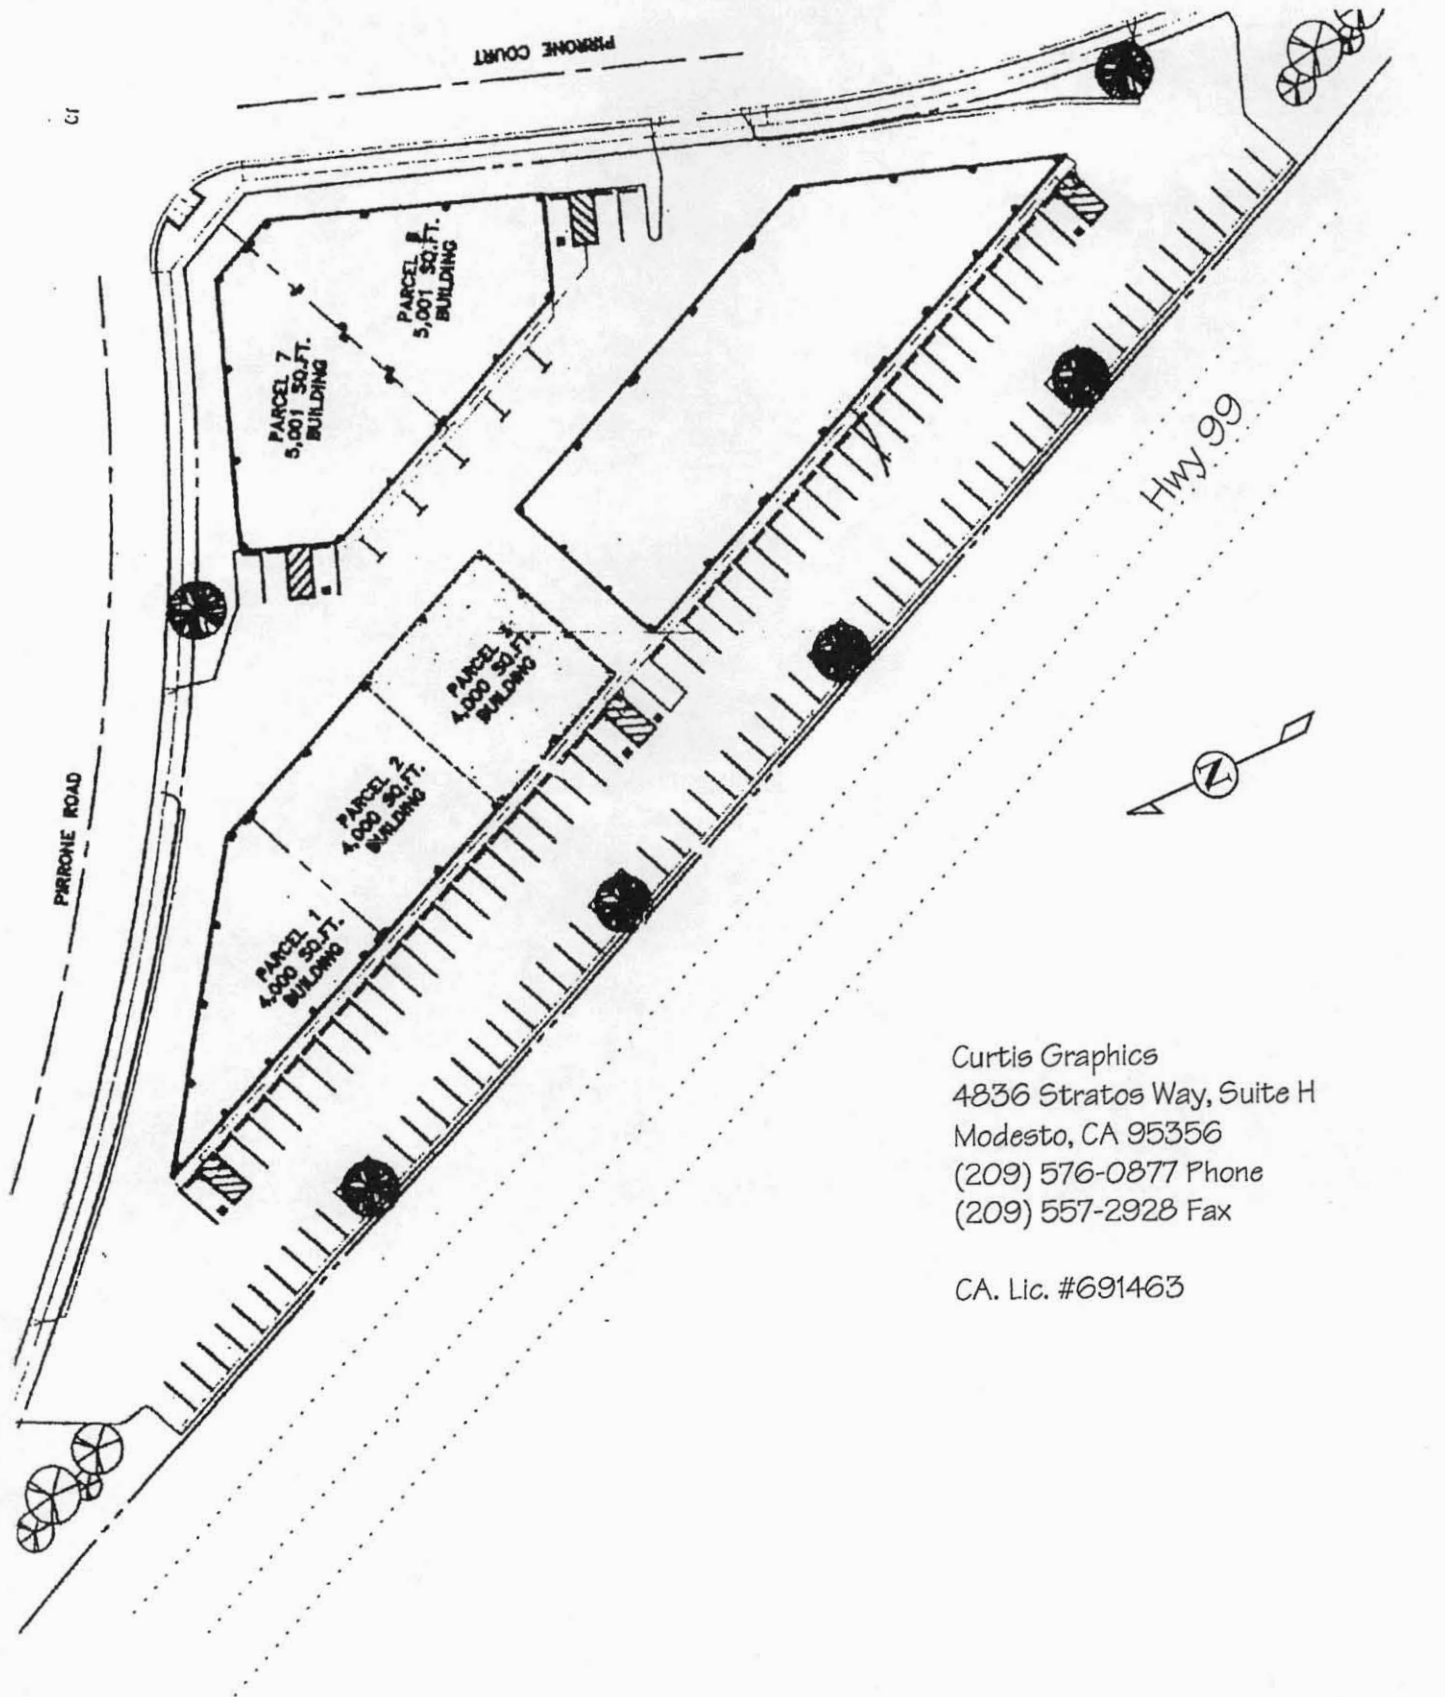 PIRRONE COURT
PARCEL 8
5,001 SQ.FT.
BUILDING
PARCEL 7
5,001 SQ.FT.
BUILDING
Hwy 99
PARCEL
4,000 SQ.FT.
BUILDING
PARCEL 2
4,000 SQ.FT.
BUILDING
PIRRONE ROAD
PARCEL 1
4,000 SQ.FT.
BUILDING
N
Curtis Graphics
4836 Stratos Way, Suite H
Modesto, CA 95356
(209) 576-0877 Phone
(209) 557-2928 Fax
CA. Lic. #691463